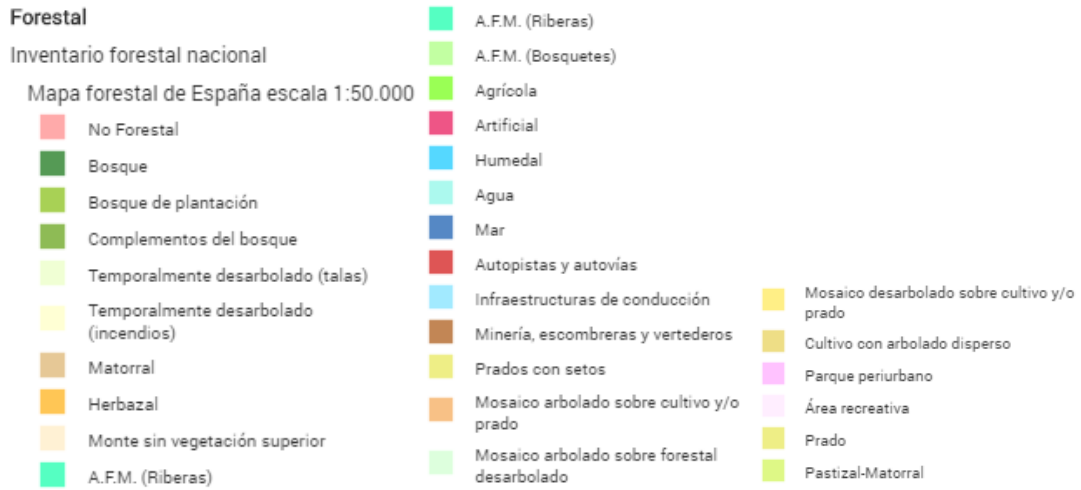 Forestal
Inventario forestal nacional
Mapa forestal de España escala 1:50.000
No Forestal
Bosque
Bosque de plantación
Complementos del bosque
Temporalmente desarbolado (talas)
Temporalmente desarbolado
(incendios)
Matorral
Herbazal
Monte sin vegetación superior
A.F.M. (Riberas)
A.F.M. (Riberas)
A.F.M. (Bosquetes)
Agrícola
Artificial
Humedal
Agua
Mar
Autopistas y autovías
Infraestructuras de conducción
Minería, escombreras y vertederos
Prados con setos
Mosaico arbolado sobre cultivo y/o
prado
Mosaico arbolado sobre forestal
desarbolado
Mosaico desarbolado sobre cultivo y/o
prado
Cultivo con arbolado disperso
Parque periurbano
Área recreativa
Prado
Pastizal-Matorral